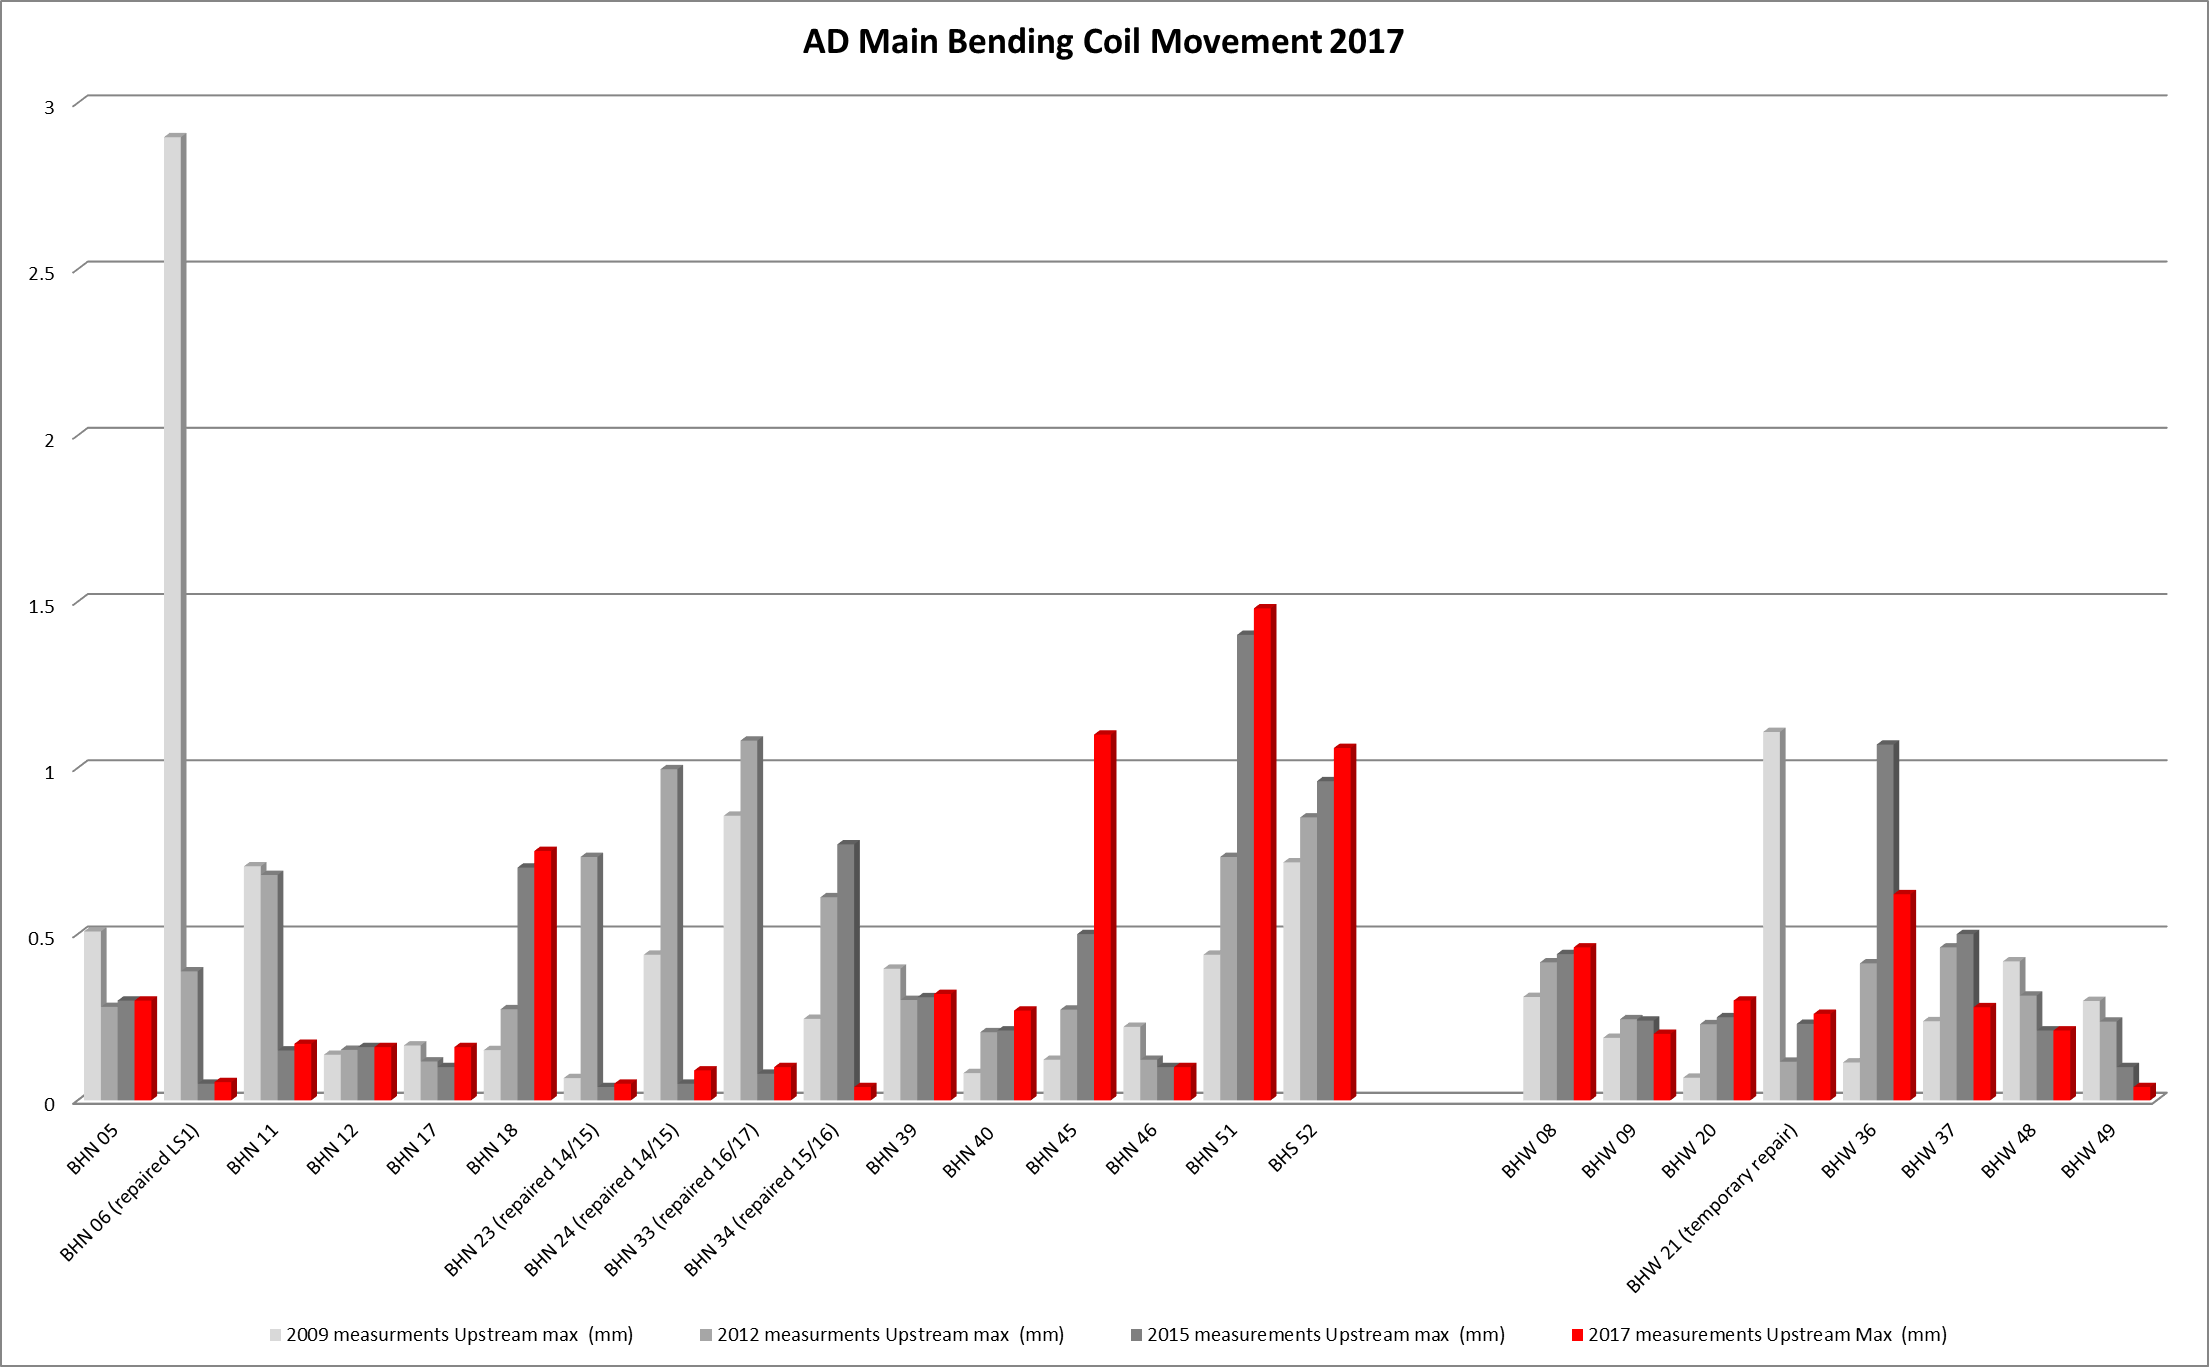 AD Main Bending Coil Movement 2017
3
2.5
2
1.5
1
0.5
0
BHN 05
BHN 06 (repaired LS1)
BHN 11
BHN 12
BHN 17
BHN 18
BHN 23 (repaired 14/15)
BHN 24 (repaired 14/15)
BHN 33 (repaired 16/17)
BHN 34 (repaired 15/16)
BHN 39
BHN 40
BHN 45
BHN 46
BHN 51
BHS 52
BHW 08
BHW 09
BHW 20
BHW 21 (temporary repair)
BHW 36
BHW 37
BHW 48
BHW 49
2009 measurments Upstream max (mm)
2012 measurments Upstream max (mm)
2015 measurements Upstream max (mm)
2017 measurements Upstream Max (mm)